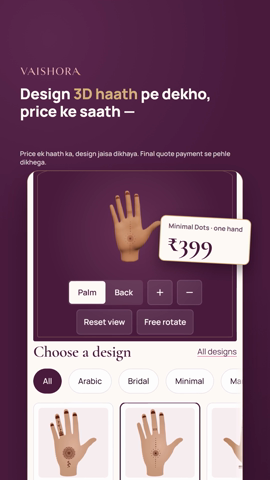 VAISHORA
Design 3D haath pe dekho,
price ke saath —
Price ek haath ka, design jaisa dikhaya. Final quote payment se pehle
dikhega.
Minimal Dots · one hand
₹399
Palm
Back
+
−
Reset view
Free rotate
Choose a design
All designs
All
Arabic
Bridal
Minimal
Ma